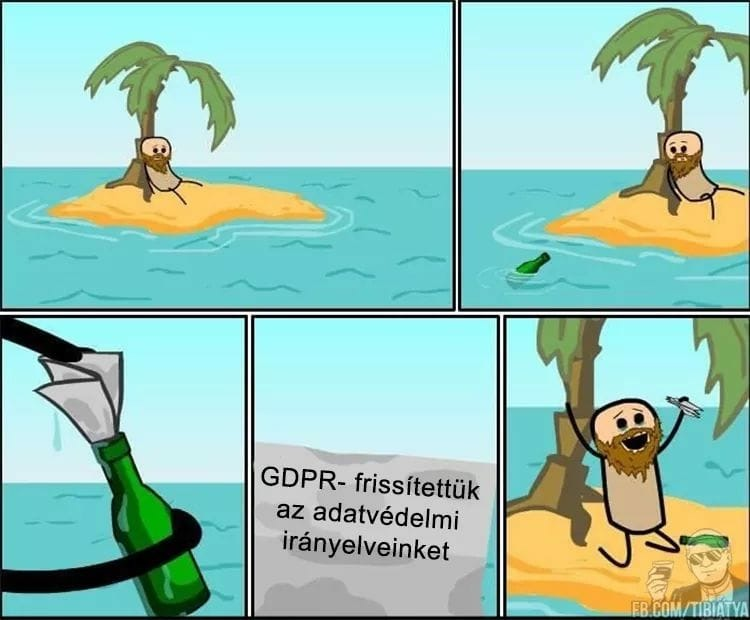 GDPR- frissítettük
az adatvédelmi
irányelveinket
FB.COM/TIBIATYA